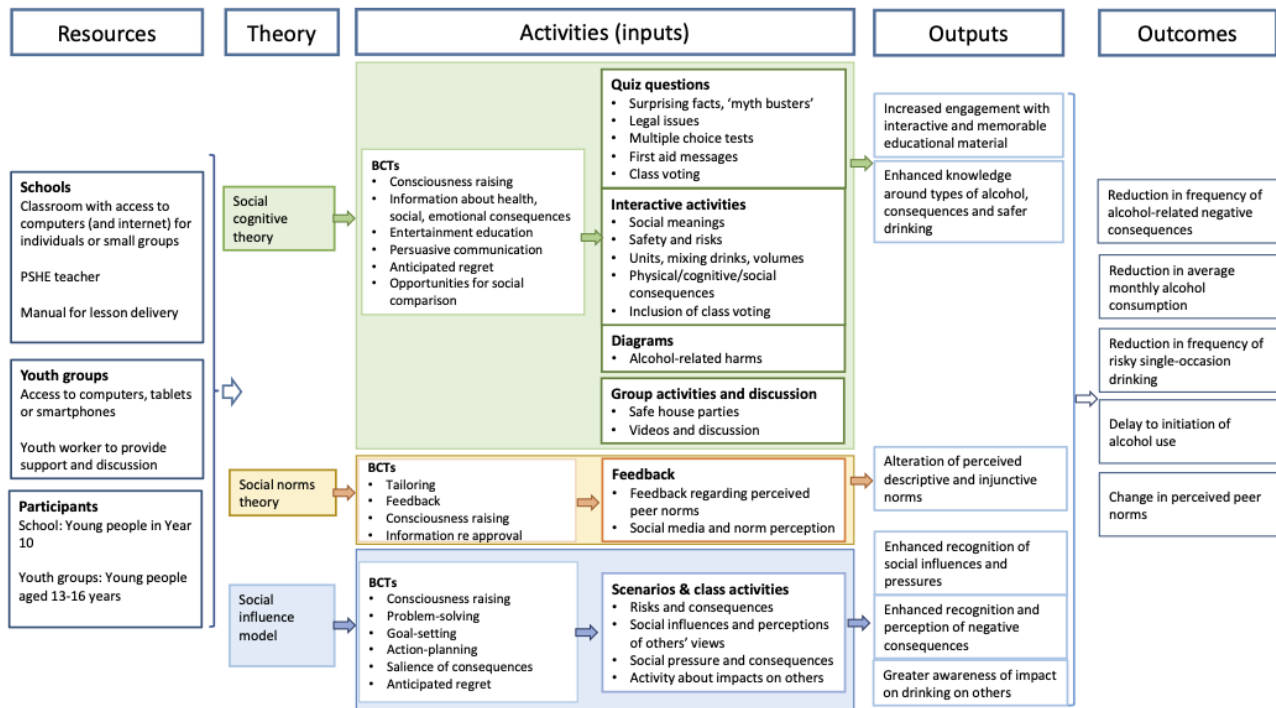 Resources
Theory
Activities (inputs)
Outputs
Outcomes
Schools
Classroom with access to
computers (and internet) for
individuals or small groups
PSHE teacher
Manual for lesson delivery
Youth groups
Access to computers, tablets
or smartphones
Youth worker to provide
support and discussion
Participants
School: Young people in Year
10
Youth groups: Young people
aged 13-16 years
Social
cognitive
theory
BCTs
• Consciousness raising
• Information about health,
social, emotional consequences
• Entertainment education
• Persuasive communication
• Anticipated regret
• Opportunities for social
comparison
Quiz questions
• Surprising facts, ‘myth busters’
• Legal issues
• Multiple choice tests
• First aid messages
• Class voting
Interactive activities
• Social meanings
• Safety and risks
• Units, mixing drinks, volumes
• Physical/cognitive/social
consequences
• Inclusion of class voting
Diagrams
• Alcohol-related harms
Group activities and discussion
• Safe house parties
• Videos and discussion
Increased engagement with
interactive and memorable
educational material
Enhanced knowledge
around types of alcohol,
consequences and safer
drinking
Social norms
theory
BCTs
• Tailoring
• Feedback
• Consciousness raising
• Information re approval
Feedback
• Feedback regarding perceived
peer norms
• Social media and norm perception
Alteration of perceived
descriptive and injunctive
norms
Social
influence
model
BCTs
• Consciousness raising
• Problem-solving
• Goal-setting
• Action-planning
• Salience of consequences
• Anticipated regret
Scenarios & class activities
• Risks and consequences
• Social influences and perceptions
of others’ views
• Social pressure and consequences
• Activity about impacts on others
Enhanced recognition of
social influences and
pressures
Enhanced recognition and
perception of negative
consequences
Greater awareness of impact
on drinking on others
Reduction in frequency of
alcohol-related negative
consequences
Reduction in average
monthly alcohol
consumption
Reduction in frequency of
risky single-occasion
drinking
Delay to initiation of
alcohol use
Change in perceived peer
norms